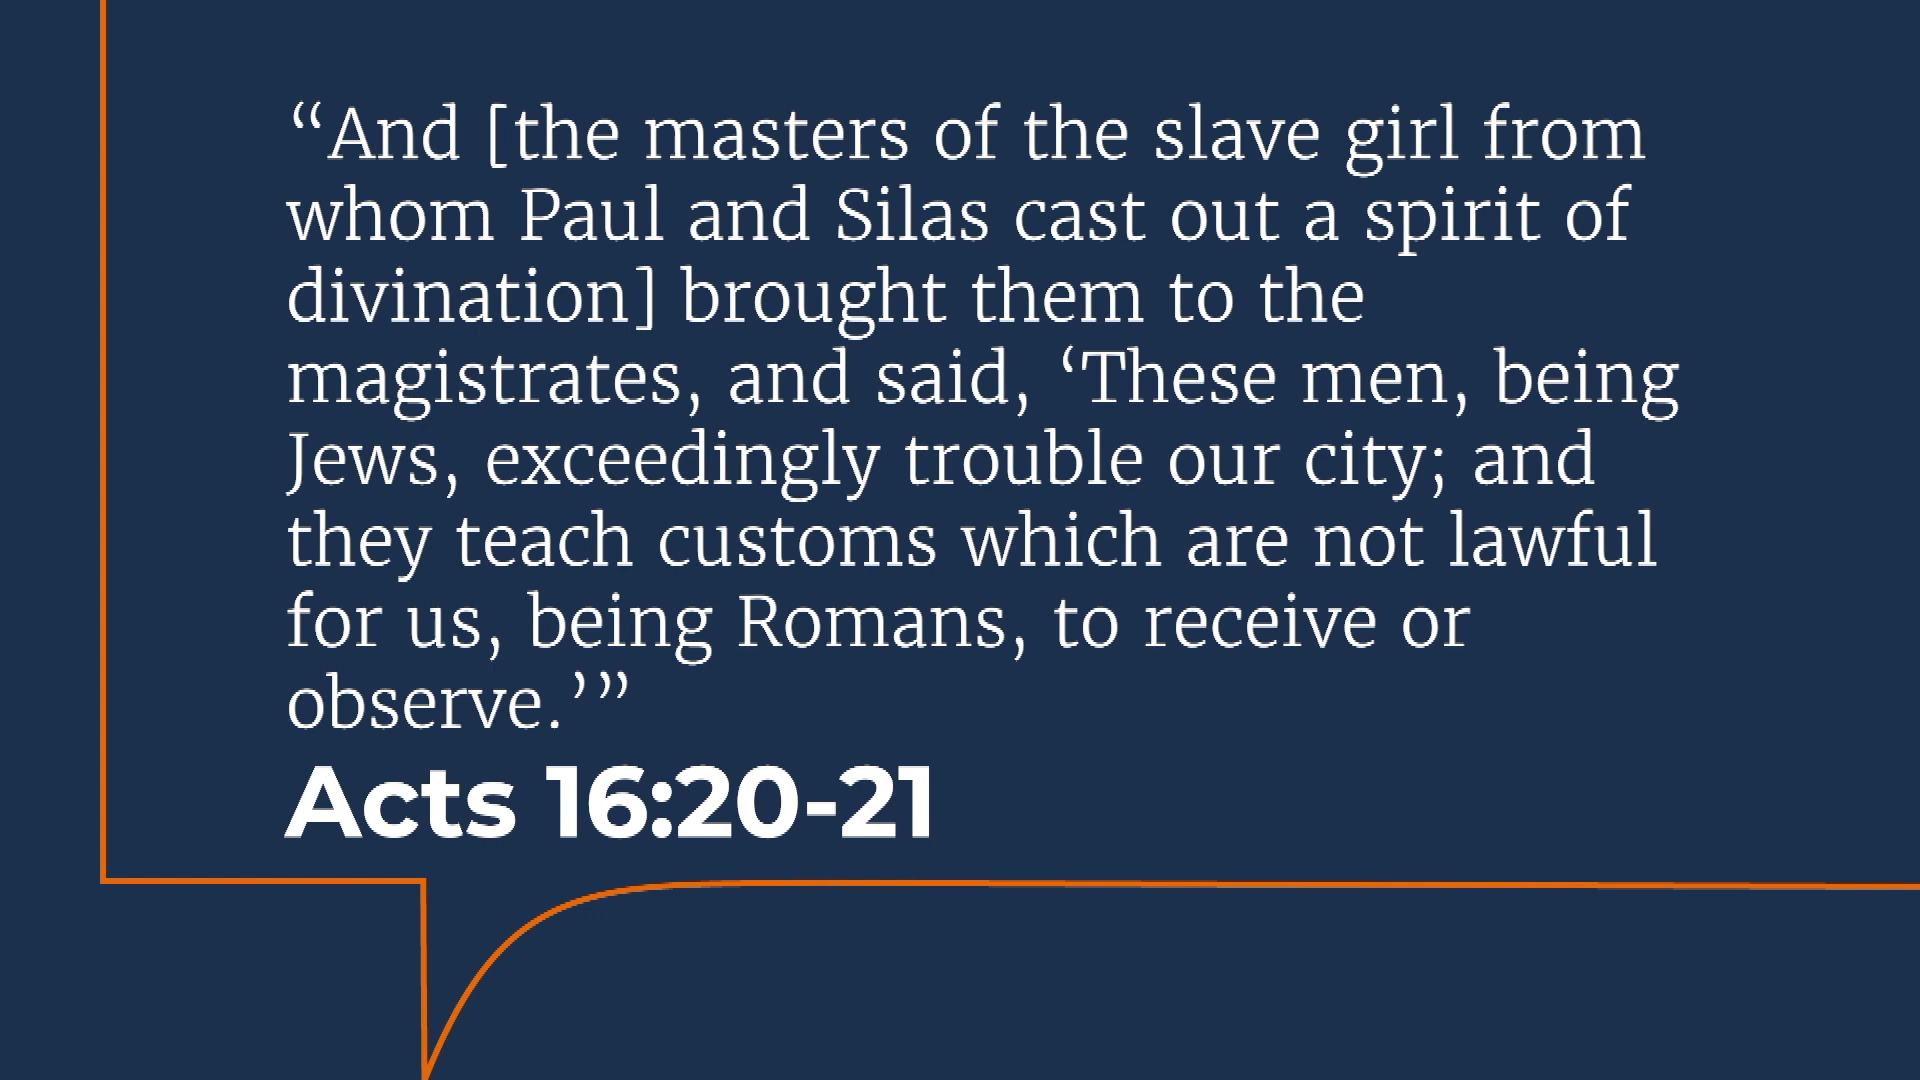 “And [the masters of the slave girl from
whom Paul and Silas cast out a spirit of
divination] brought them to the
magistrates, and said, ‘These men, being
Jews, exceedingly trouble our city; and
they teach customs which are not lawful
for us, being Romans, to receive or
observe.’”
Acts 16:20-21